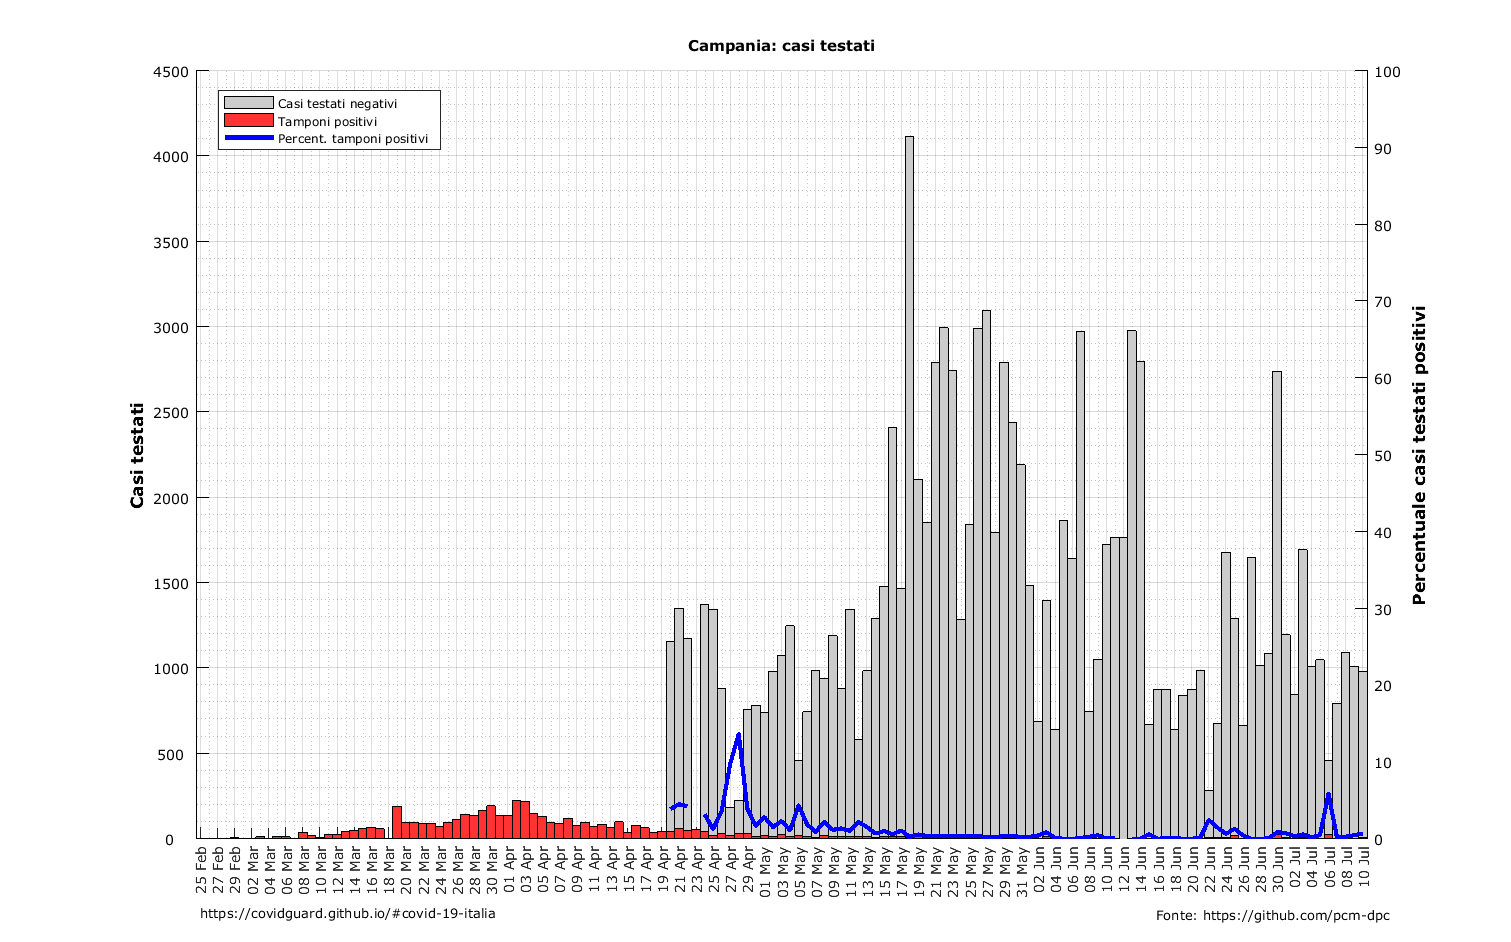 Campania: casi testati
Casi testati negativi
Tamponi positivi
Percent. tamponi positivi
Casi testati
4500
4000
3500
3000
2500
2000
1500
1000
500
0
Percentuale casi testati positivi
100
90
80
70
60
50
40
30
20
10
0
25 Feb
27 Feb
29 Feb
02 Mar
04 Mar
06 Mar
08 Mar
10 Mar
12 Mar
14 Mar
16 Mar
18 Mar
20 Mar
22 Mar
24 Mar
26 Mar
28 Mar
30 Mar
01 Apr
03 Apr
05 Apr
07 Apr
09 Apr
11 Apr
13 Apr
15 Apr
17 Apr
19 Apr
21 Apr
23 Apr
25 Apr
27 Apr
29 Apr
01 May
03 May
05 May
07 May
09 May
11 May
13 May
15 May
17 May
19 May
21 May
23 May
25 May
27 May
29 May
31 May
02 Jun
04 Jun
06 Jun
08 Jun
10 Jun
12 Jun
14 Jun
16 Jun
18 Jun
20 Jun
22 Jun
24 Jun
26 Jun
28 Jun
30 Jun
02 Jul
04 Jul
06 Jul
08 Jul
10 Jul
https://covidguard.github.io/#covid-19-italia
Fonte: https://github.com/pcm-dpc